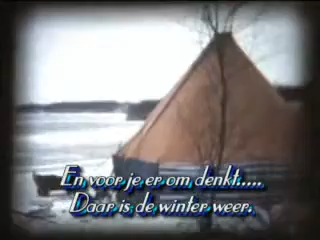 En voor je er om denkt....
Daar is de winter weer.